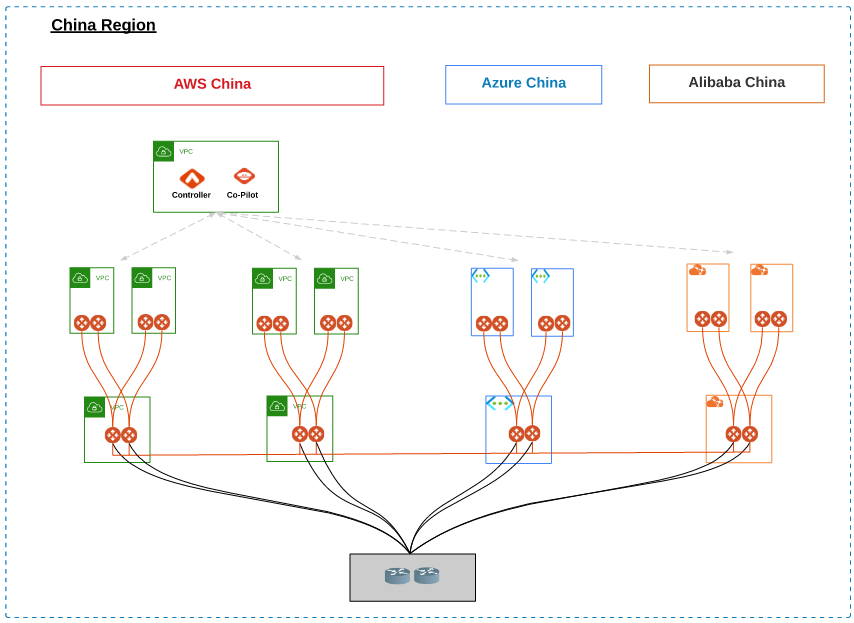 China Region
AWS China
Azure China
Alibaba China
VPC
Controller
Co-Pilot
VPC
VPC
VPC
VPC
VPC
VPC